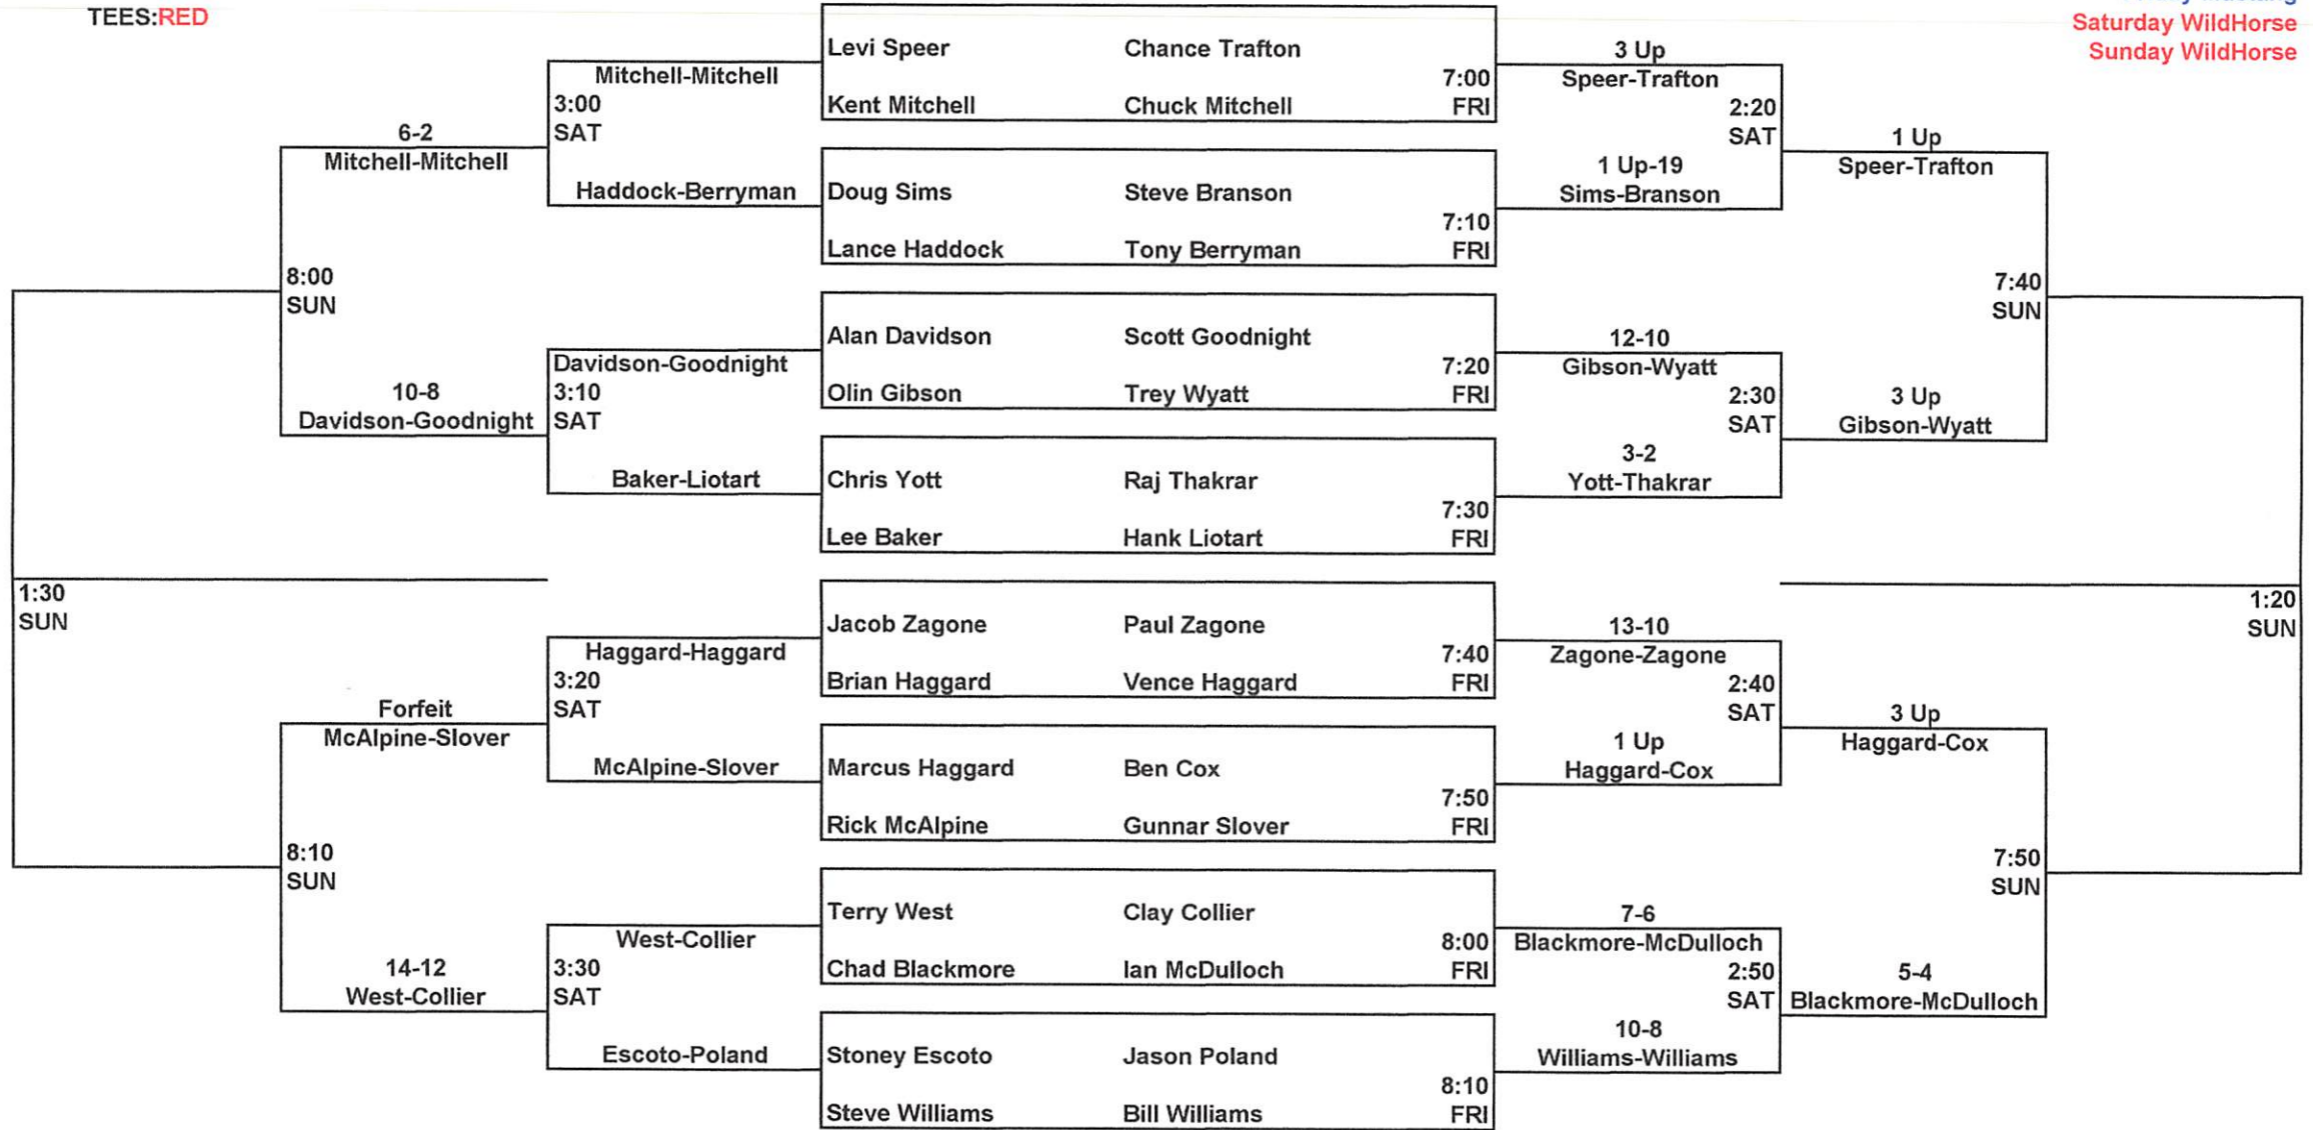 TEES:RED
Saturday WildHorse
Sunday WildHorse
Levi Speer Chance Trafton
3 Up
Mitchell-Mitchell
7:00
Speer-Trafton
3:00
Kent Mitchell Chuck Mitchell
FRI
2:20
SAT
6-2
SAT
1 Up
Mitchell-Mitchell
1 Up-19
Speer-Trafton
Haddock-Berryman
Doug Sims Steve Branson
Sims-Branson
7:10
Lance Haddock Tony Berryman
FRI
8:00
SUN
7:40
SUN
Alan Davidson Scott Goodnight
12-10
Davidson-Goodnight
7:20
Gibson-Wyatt
10-8
3:10
Olin Gibson Trey Wyatt
FRI
2:30
3 Up
Davidson-Goodnight
SAT
SAT
Gibson-Wyatt
3-2
Baker-Liotart
Chris Yott Raj Thakrar
Yott-Thakrar
7:30
Lee Baker Hank Liotart
FRI
1:30
SUN
1:20
SUN
Jacob Zagone Paul Zagone
13-10
Haggard-Haggard
7:40
Zagone-Zagone
3:20
Brian Haggard Vence Haggard
FRI
2:40
Forfeit
SAT
SAT
3 Up
McAlpine-Slover
1 Up
Haggard-Cox
McAlpine-Slover
Marcus Haggard Ben Cox
Haggard-Cox
7:50
Rick McAlpine Gunnar Slover
FRI
8:10
SUN
7:50
SUN
Terry West Clay Collier
7-6
West-Collier
8:00
Blackmore-McDulloch
14-12
3:30
Chad Blackmore Ian McDulloch
FRI
2:50
5-4
West-Collier
SAT
SAT
Blackmore-McDulloch
10-8
Escoto-Poland
Stoney Escoto Jason Poland
Williams-Williams
8:10
Steve Williams Bill Williams
FRI